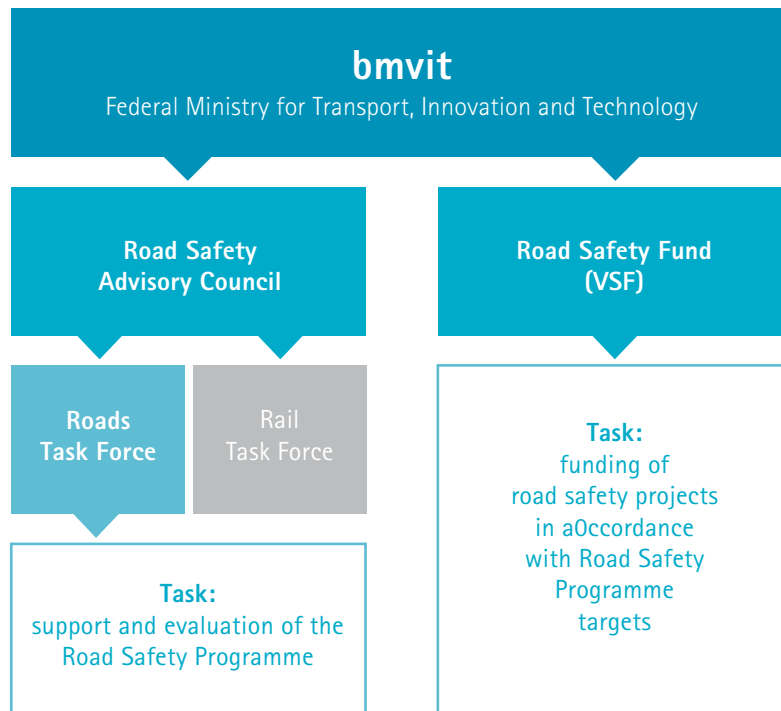 bmvit
Federal Ministry for Transport, Innovation and Technology
Road Safety
Advisory Council
Road Safety Fund
(VSF)
Roads
Task Force
Rail
Task Force
Task:
support and evaluation of the
Road Safety Programme
Task:
funding of
road safety projects
in aOccordance
with Road Safety
Programme
targets